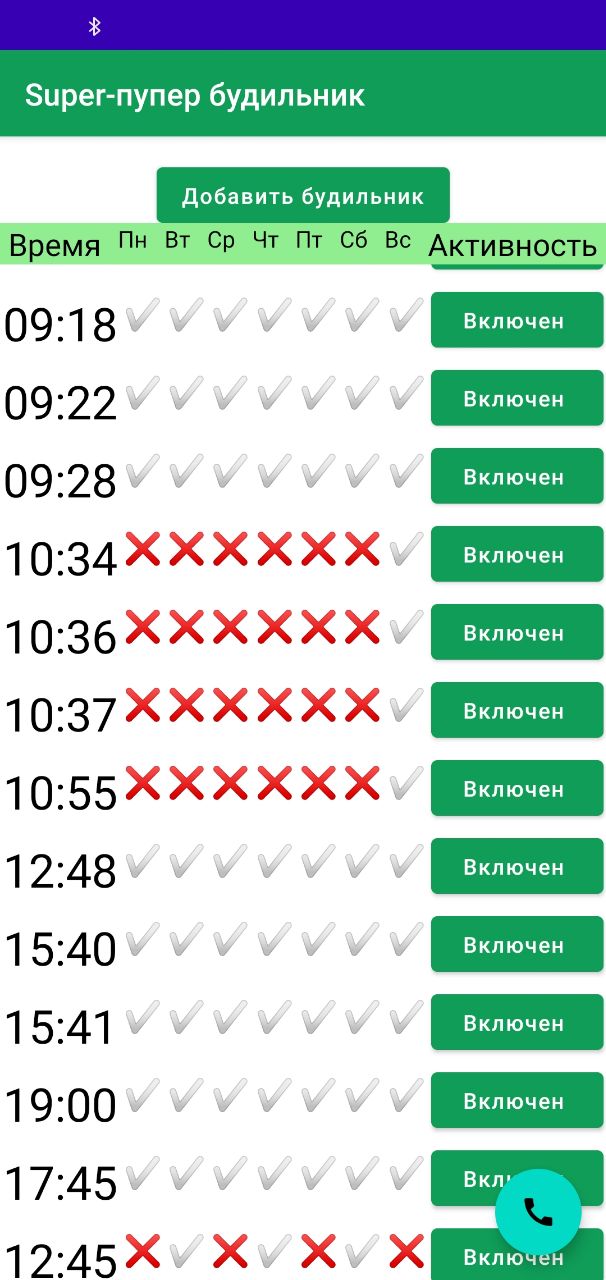 Super-пупер будильник
Добавить будильник
Время Пн Вт Ср Чт Пт Сб Вс Активность
09:18 ✔ ✔ ✔ ✔ ✔ ✔ ✔ Включен
09:22 ✔ ✔ ✔ ✔ ✔ ✔ ✔ Включен
09:28 ✔ ✔ ✔ ✔ ✔ ✔ ✔ Включен
10:34 ❌ ❌ ❌ ❌ ❌ ❌ ✔ Включен
10:36 ❌ ❌ ❌ ❌ ❌ ❌ ✔ Включен
10:37 ❌ ❌ ❌ ❌ ❌ ❌ ✔ Включен
10:55 ❌ ❌ ❌ ❌ ❌ ❌ ✔ Включен
12:48 ✔ ✔ ✔ ✔ ✔ ✔ ✔ Включен
15:40 ✔ ✔ ✔ ✔ ✔ ✔ ✔ Включен
15:41 ✔ ✔ ✔ ✔ ✔ ✔ ✔ Включен
19:00 ✔ ✔ ✔ ✔ ✔ ✔ ✔ Включен
17:45 ✔ ✔ ✔ ✔ ✔ ✔ ✔
12:45 ❌ ✔ ❌ ✔ ❌ ✔ ❌ Включен